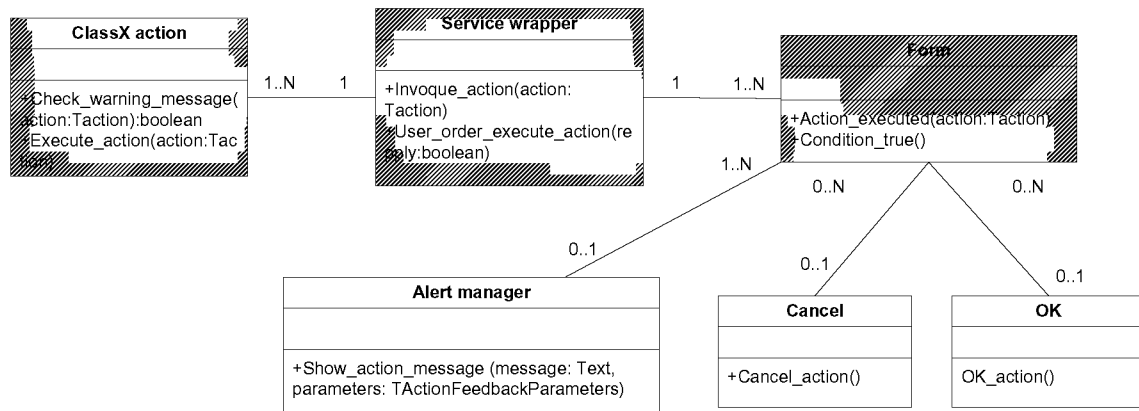 ClassX action
+Check_warning_message(
action:Taction):boolean
+Execute_action(action:Tac
tion)
1..N
1
Service wrapper
+Invoque_action(action:
Taction)
+User_order_execute_action(re
pply:boolean)
1
1..N
Form
+Action_executed(action:Taction)
+Condition_true()
1..N
0..N
0..N
0..1
0..1
0..1
Alert manager
+Show_action_message (message: Text,
parameters: TActionFeedbackParameters)
Cancel
+Cancel_action()
OK
OK_action()